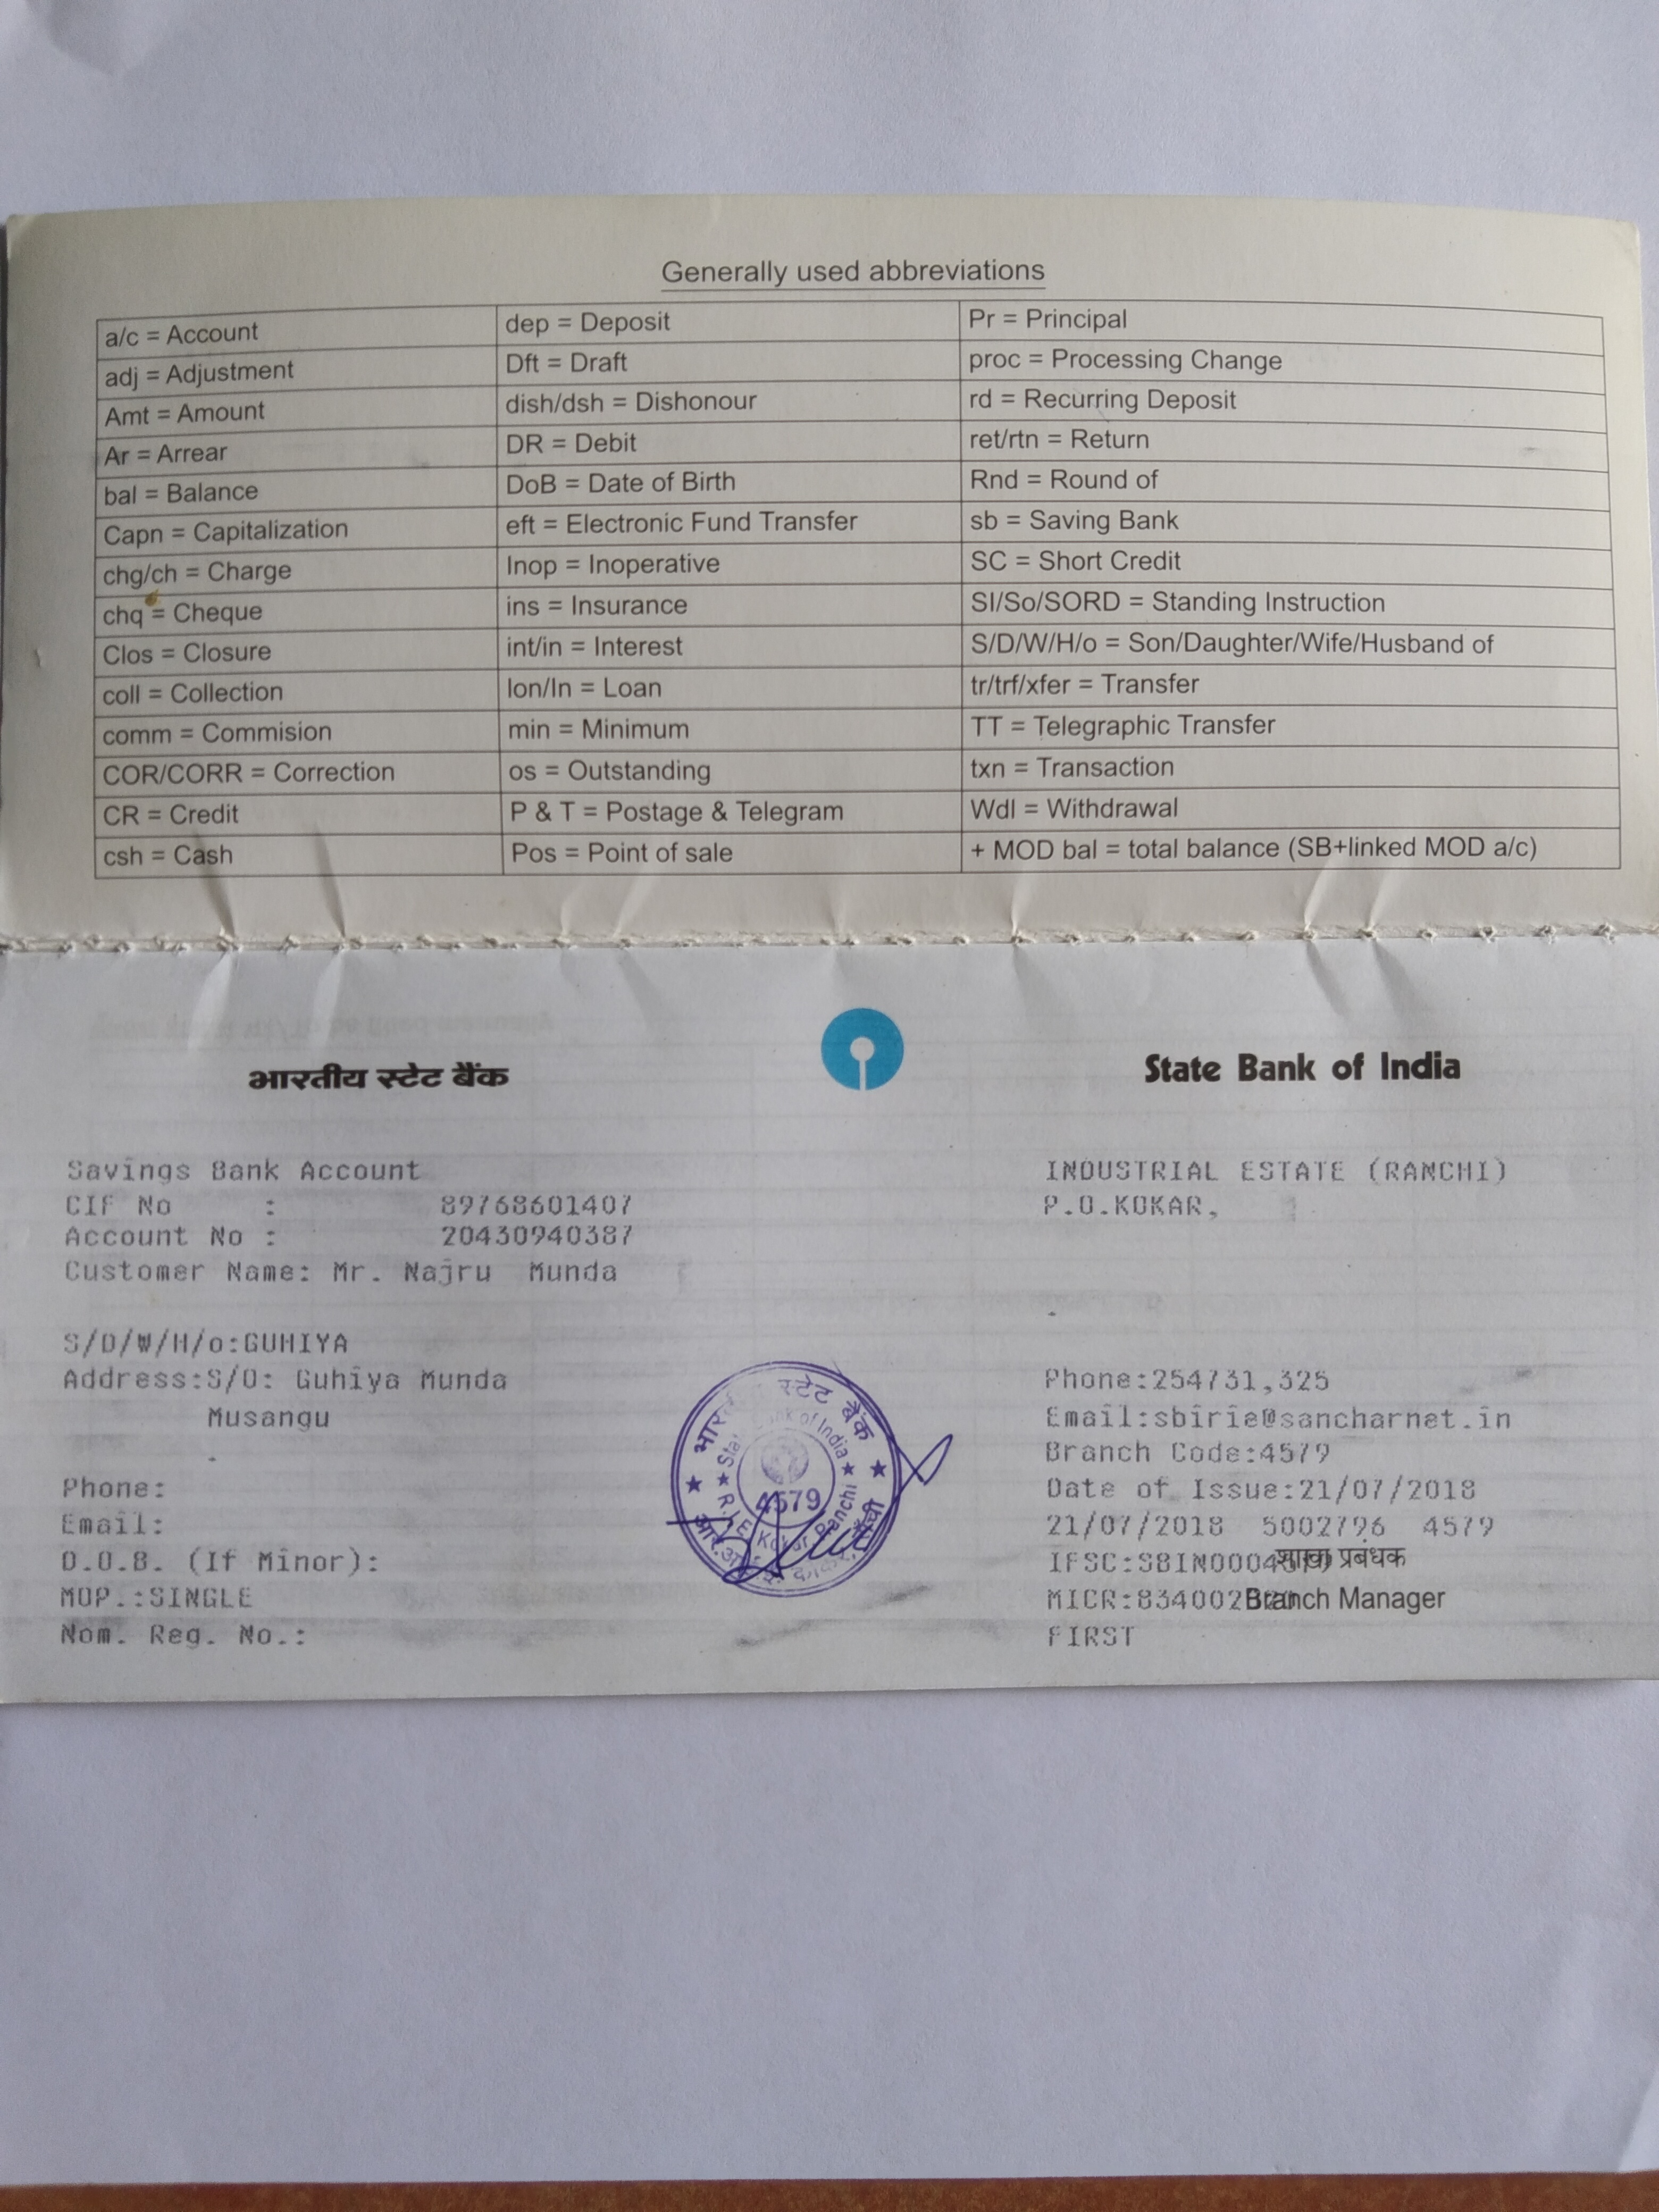 Generally used abbreviations
a/c = Account
adj = Adjustment
Amt = Amount
Ar = Arrear
bal = Balance
Capn = Capitalization
chg/ch = Charge
chq = Cheque
Clos = Closure
coll = Collection
comm = Commision
COR/CORR = Correction
CR = Credit
csh = Cash
dep = Deposit
Dft = Draft
dish/dsh = Dishonour
DR = Debit
DoB = Date of Birth
eft = Electronic Fund Transfer
Inop = Inoperative
ins = Insurance
int/in = Interest
lon/ln = Loan
min = Minimum
os = Outstanding
P & T = Postage & Telegram
Pos = Point of sale
Pr = Principal
proc = Processing Change
rd = Recurring Deposit
ret/rtn = Return
Rnd = Round of
sb = Saving Bank
SC = Short Credit
SI/So/SORD = Standing Instruction
S/D/W/H/o = Son/Daughter/Wife/Husband of
tr/trf/xfer = Transfer
TT = Telegraphic Transfer
txn = Transaction
Wdl = Withdrawal
+ MOD bal = total balance (SB+linked MOD a/c)
भारतीय स्टेट बैंक
State Bank of India
Savings Bank Account
CIF No : 89768601407
Account No : 20430940387
Customer Name: Mr. Najru Munda
S/D/W/H/o:GUHIYA
Address:S/O: Guhiya Munda
Musangu
Phone:
Email:
D.O.B. (If Minor):
MOP.:SINGLE
Nom. Reg. No.:
स्टेट बैंक
of India
4579
Kokar Ranchi
INDUSTRIAL ESTATE (RANCHI)
P.O.KOKAR,
Phone:254731,325
Email:sbirie@sancharnet.in
Branch Code:4579
Date of Issue:21/07/2018
21/07/2018 5002796 4579
IFSC: शाखा प्रबंधक
MICR: Branch Manager
FIRST